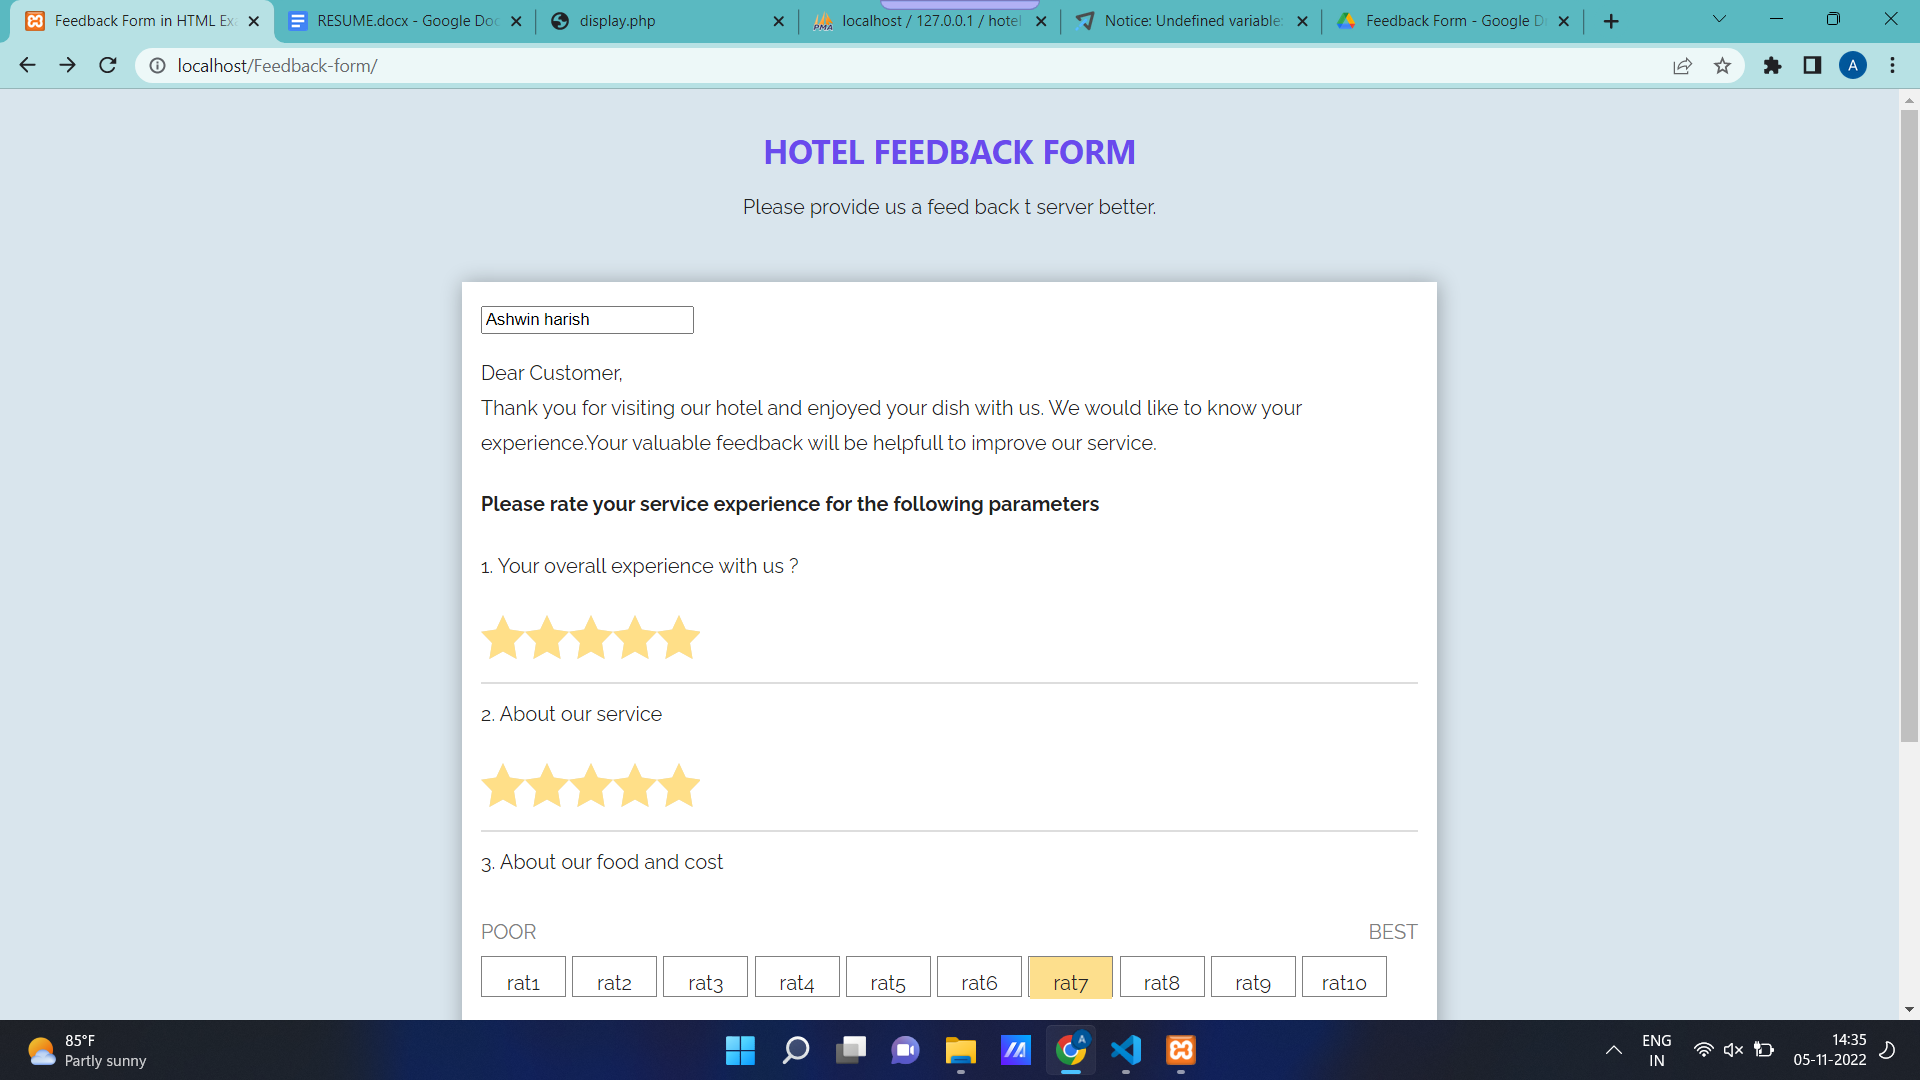 Feedback Form in HTML Ex
RESUME.docx - Google Doc
display.php
localhost / 127.0.0.1 / hotel
Notice: Undefined variable:
Feedback Form - Google Dr
localhost/Feedback-form/
A
HOTEL FEEDBACK FORM
Please provide us a feed back t server better.
Ashwin harish
Dear Customer,
Thank you for visiting our hotel and enjoyed your dish with us. We would like to know your
experience.Your valuable feedback will be helpfull to improve our service.
Please rate your service experience for the following parameters
1. Your overall experience with us ?
2. About our service
3. About our food and cost
POOR BEST
rat1 rat2 rat3 rat4 rat5 rat6 rat7 rat8 rat9 rat10
85°F
Partly sunny
A
ENG
IN
14:35
05-11-2022